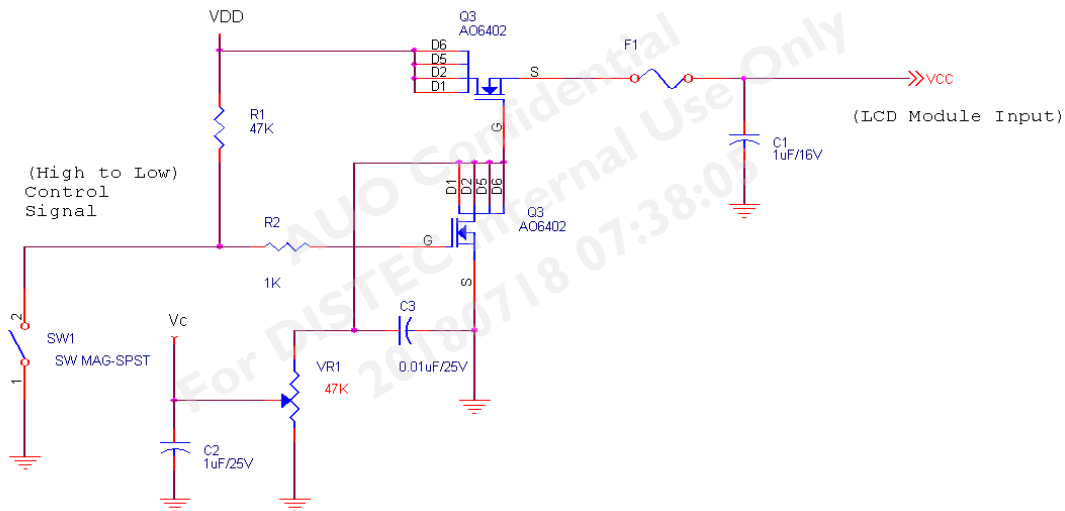 VDD
Q3
AO6402
D6
D5
D2
D1
S
G
F1
VCC
(LCD Module Input)
C1
1uF/16V
R1
47K
(High to Low)
Control
Signal
D1
D2
D5
D6
Q3
AO6402
R2
1K
G
S
2
SW1
SW MAG-SPST
1
Vc
C3
0.01uF/25V
VR1
47K
C2
1uF/25V
AUO Confidential
For DISTEC Internal Use Only
20180718 07:38:05